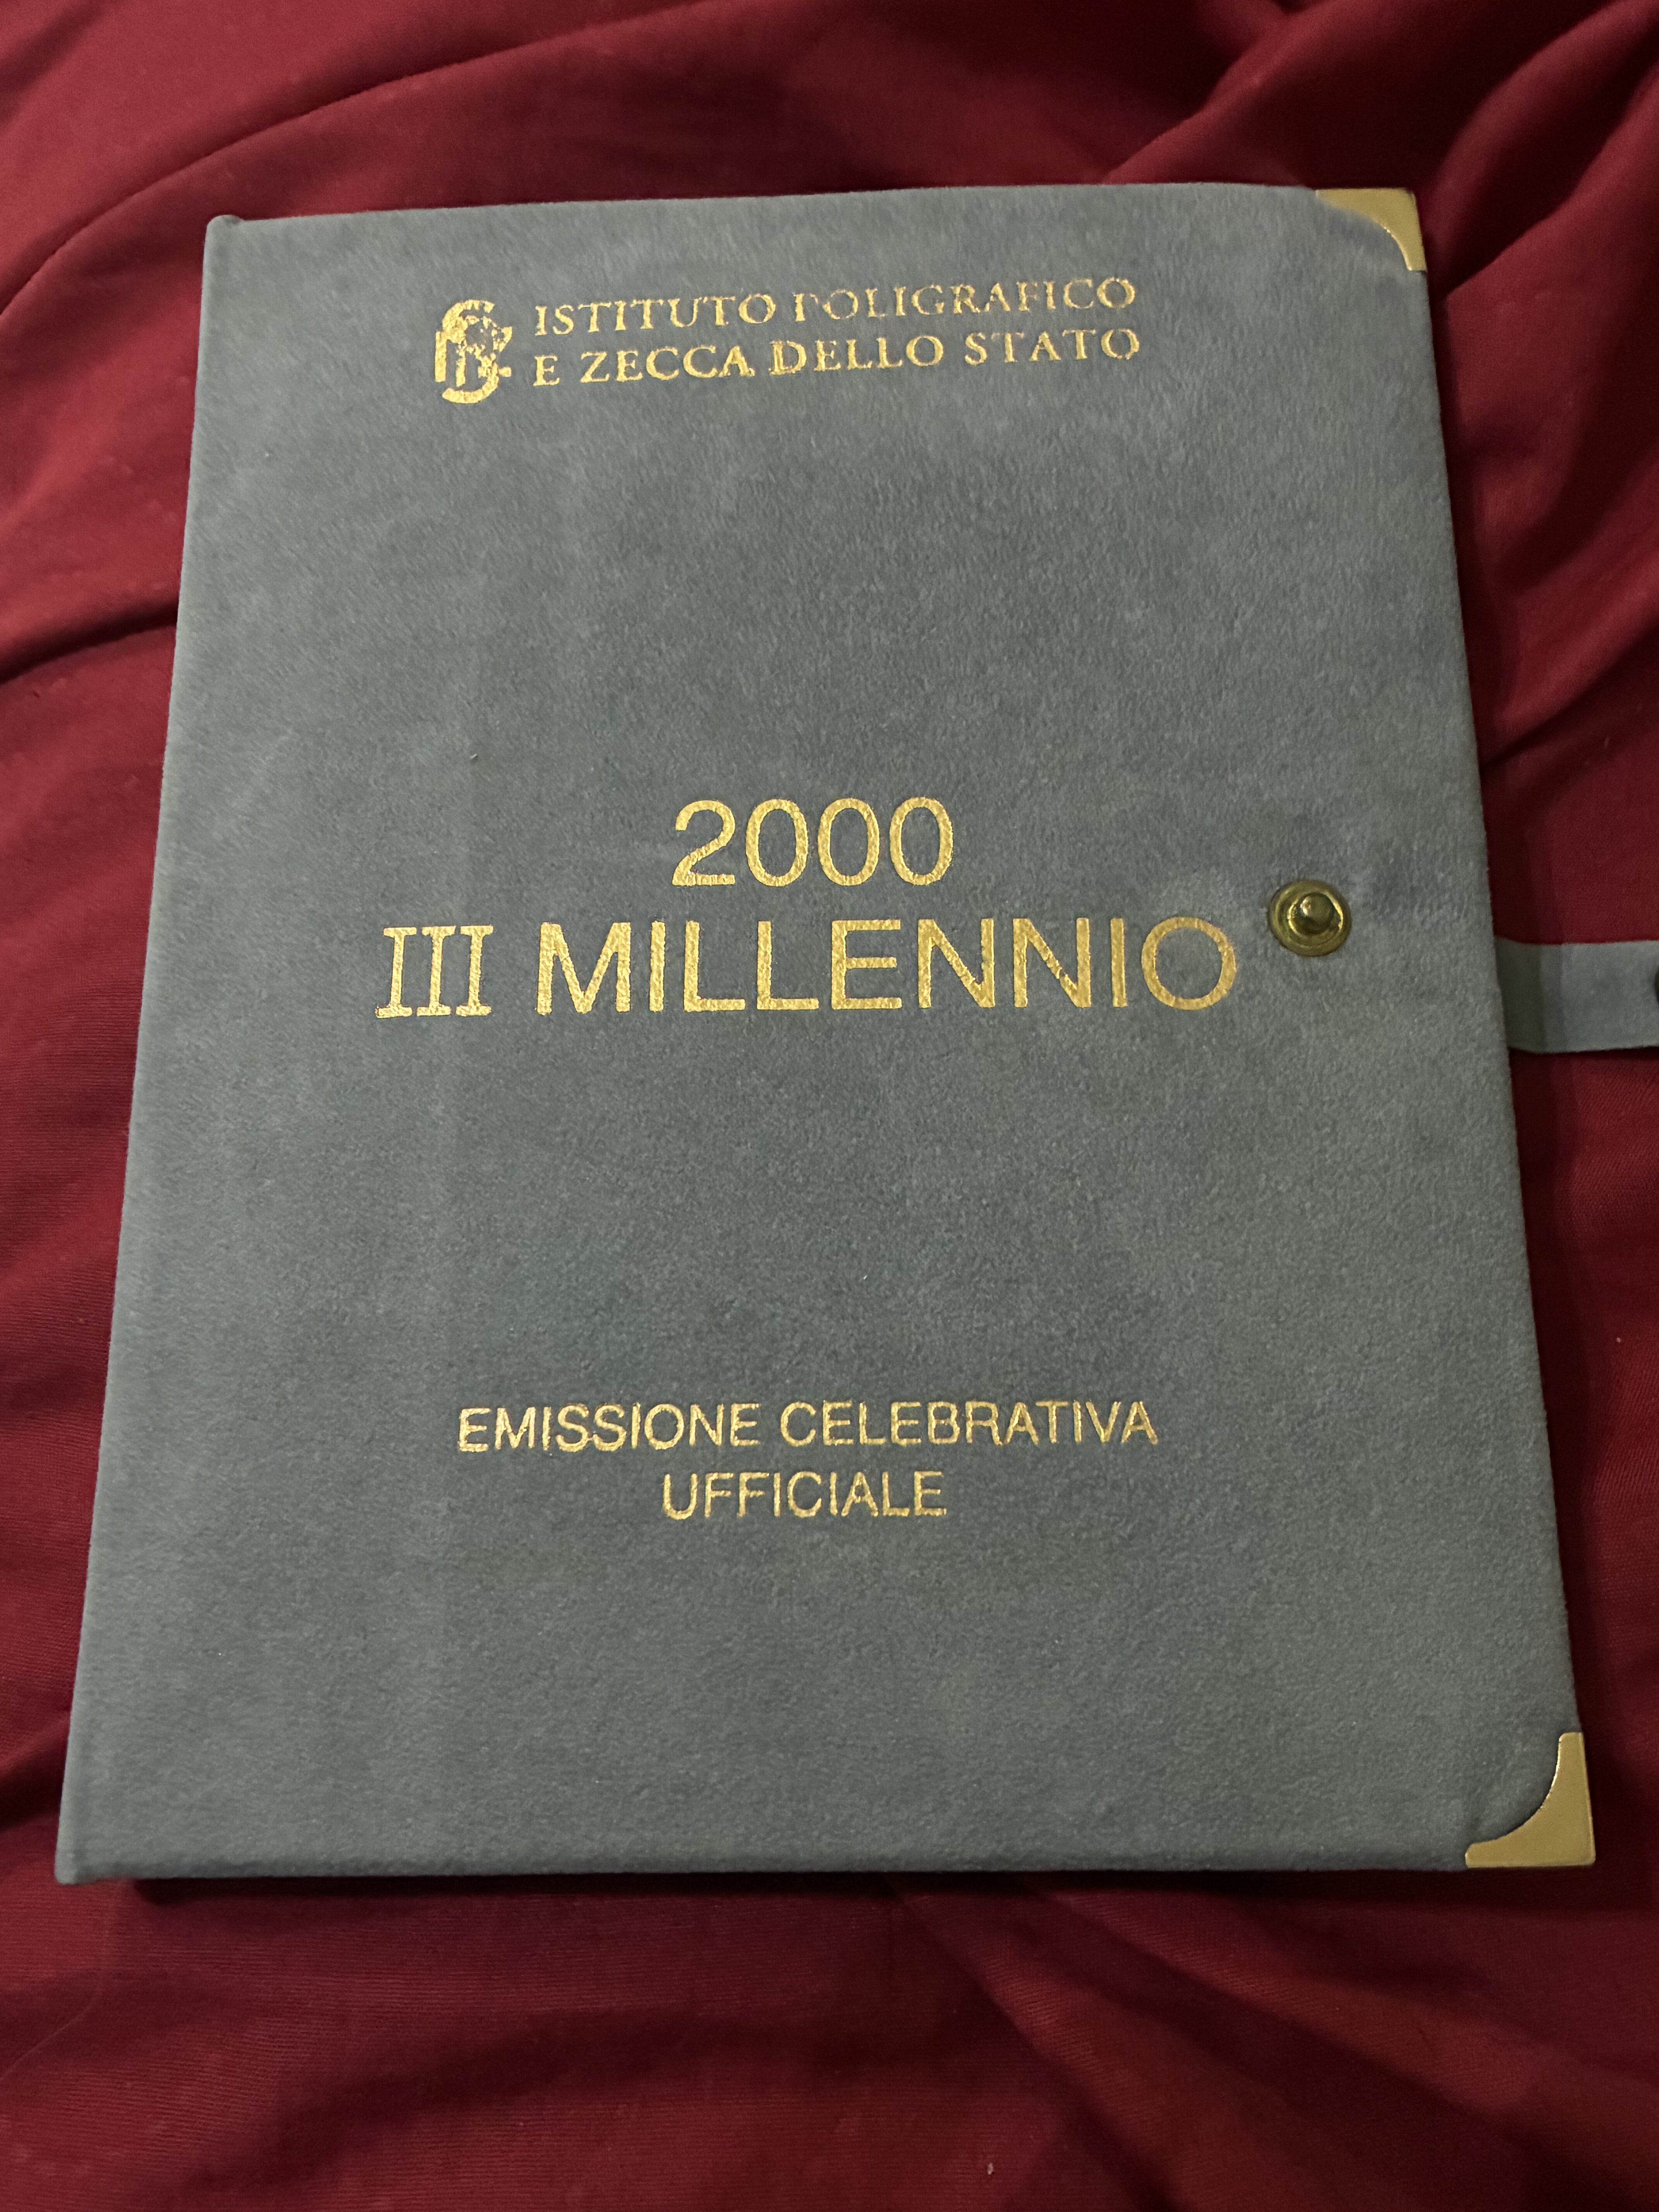 ISTITUTO POLIGRAFICO
E ZECCA DELLO STATO
2000
III MILLENNIO
EMISSIONE CELEBRATIVA
UFFICIALE